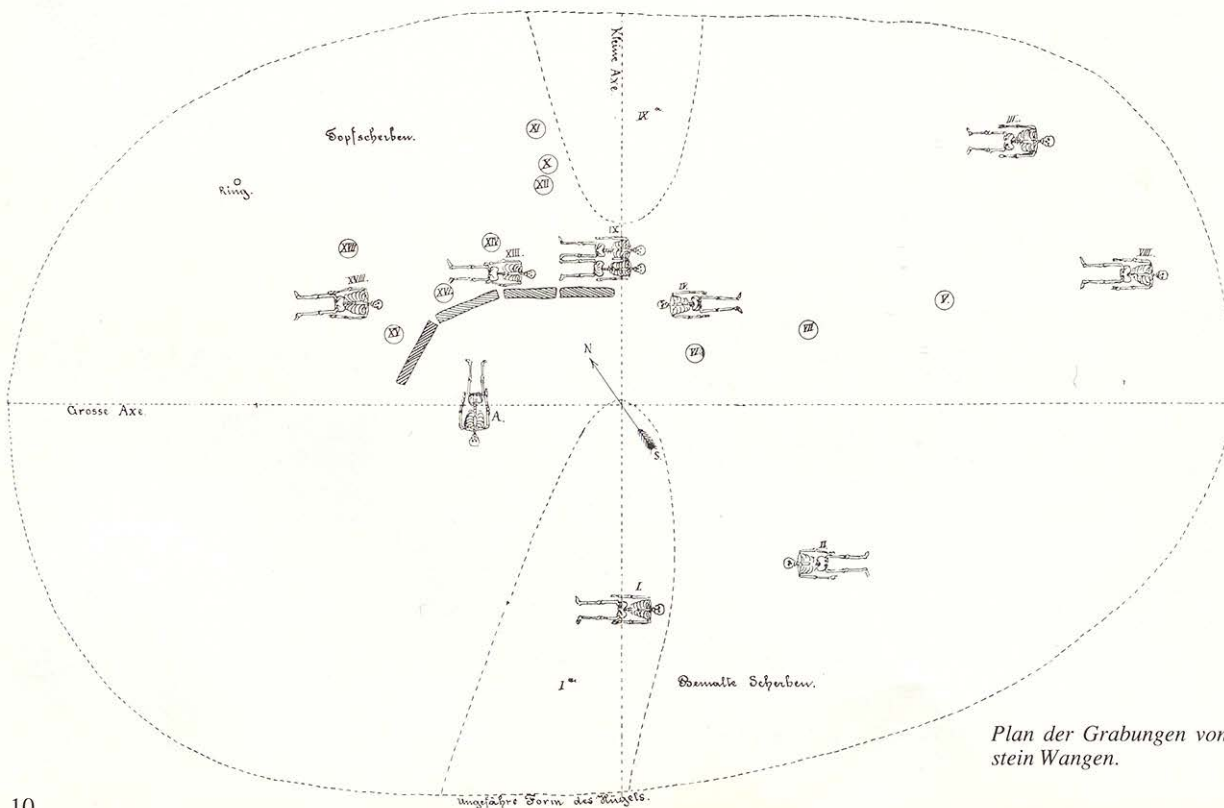 Kleine Axe
IX a.
III.
Topfscherben.
XI
X
XII
Ring.
IX.
XVII
XIV
XIII.
VIII.
XVIII.
XVI.
IV.
V.
XV
VII
VI.
N
Grosse Axe.
A.
S.
II.
I.
I a.
Bemalte Scherben.
Plan der Grabungen von
stein Wangen.
Ungefähre Form des Hügels.
10